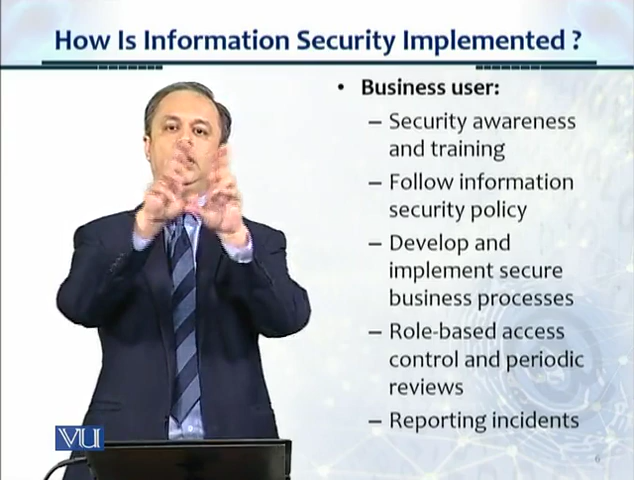 How Is Information Security Implemented ?
• Business user:
– Security awareness
and training
– Follow information
security policy
– Develop and
implement secure
business processes
– Role-based access
control and periodic
reviews
– Reporting incidents
VU
6